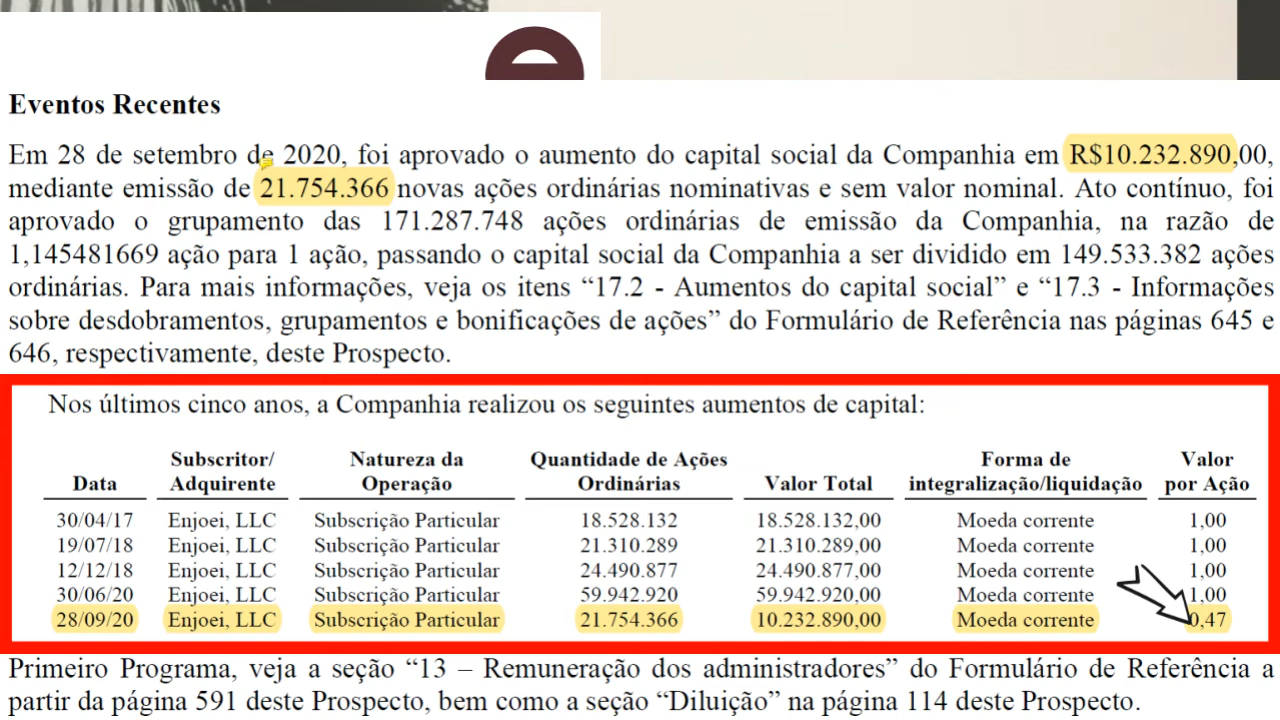 Eventos Recentes
Em 28 de setembro de 2020, foi aprovado o aumento do capital social da Companhia em R$10.232.890,00,
mediante emissão de 21.754.366 novas ações ordinárias nominativas e sem valor nominal. Ato contínuo, foi
aprovado o grupamento das 171.287.748 ações ordinárias de emissão da Companhia, na razão de
1,145481669 ação para 1 ação, passando o capital social da Companhia a ser dividido em 149.533.382 ações
ordinárias. Para mais informações, veja os itens “17.2 - Aumentos do capital social” e “17.3 - Informações
sobre desdobramentos, grupamentos e bonificações de ações” do Formulário de Referência nas páginas 645 e
646, respectivamente, deste Prospecto.
Nos últimos cinco anos, a Companhia realizou os seguintes aumentos de capital:
Subscritor/ Natureza da Quantidade de Ações Forma de Valor
Data Adquirente Operação Ordinárias Valor Total integralização/liquidação por Ação
30/04/17 Enjoei, LLC Subscrição Particular 18.528.132 18.528.132,00 Moeda corrente 1,00
19/07/18 Enjoei, LLC Subscrição Particular 21.310.289 21.310.289,00 Moeda corrente 1,00
12/12/18 Enjoei, LLC Subscrição Particular 24.490.877 24.490.877,00 Moeda corrente 1,00
30/06/20 Enjoei, LLC Subscrição Particular 59.942.920 59.942.920,00 Moeda corrente 1,00
28/09/20 Enjoei, LLC Subscrição Particular 21.754.366 10.232.890,00 Moeda corrente 0,47
Primeiro Programa, veja a seção “13 – Remuneração dos administradores” do Formulário de Referência a
partir da página 591 deste Prospecto, bem como a seção “Diluição” na página 114 deste Prospecto.